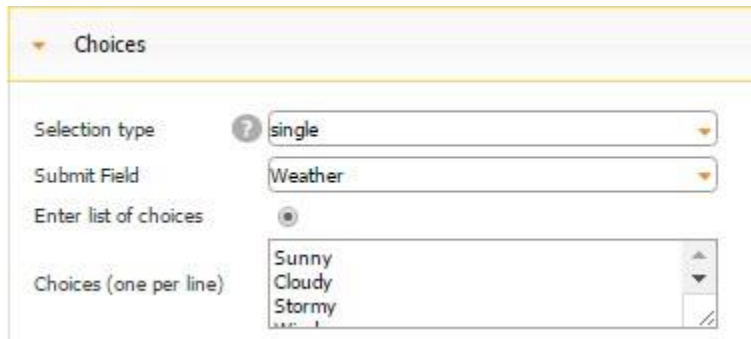 Choices
Selection type ? single
Submit Field Weather
Enter list of choices
Choices (one per line)
Sunny
Cloudy
Stormy